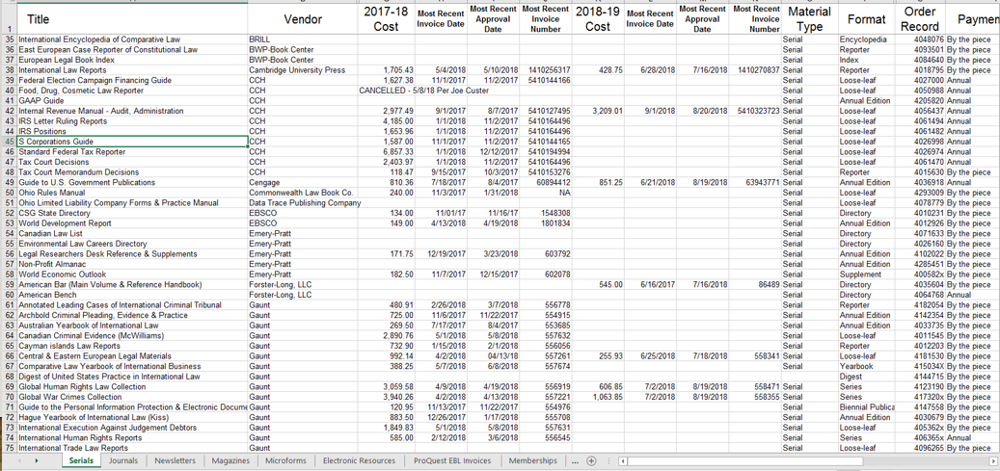 1 Title Vendor 2017-18 Cost Most Recent Invoice Date Most Recent Approval Date Most Recent Invoice Number 2018-19 Cost Most Recent Invoice Date Most Recent Approval Date Most Recent Invoice Number Material Type Format Order Record Paymen
35 International Encyclopedia of Comparative Law BRILL Serial Encyclopedia 4048076 By the piece
36 East European Case Reporter of Constitutional Law BWP-Book Center Serial Reporter 4093501 By the piece
37 European Legal Book Index BWP-Book Center Serial Index 4084640 By the piece
38 International Law Reports Cambridge University Press 1,705.43 5/4/2018 5/10/2018 1410256317 428.75 6/28/2018 7/16/2018 1410270837 Serial Reporter 4018795 By the piece
39 Federal Election Campaign Financing Guide CCH 1,627.38 11/1/2017 11/2/2017 5410144166 Serial Loose-leaf 4027000 Annual
40 Food, Drug, Cosmetic Law Reporter CCH CANCELLED - 5/8/18 Per Joe Custer Serial Loose-leaf 4050988 Annual
41 GAAP Guide CCH Serial Annual Edition 4205820 Annual
42 Internal Revenue Manual - Audit, Administration CCH 2,977.49 9/1/2017 8/7/2017 5410127495 3,209.01 9/1/2018 8/20/2018 5410323723 Serial Loose-leaf 4056437 Annual
43 IRS Letter Ruling Reports CCH 4,185.00 1/1/2018 11/2/2017 5410164496 Serial Loose-leaf 4061494 Annual
44 IRS Positions CCH 1,653.96 1/1/2018 11/2/2017 5410164496 Serial Loose-leaf 4061482 Annual
45 S Corporations Guide CCH 1,587.00 11/1/2017 11/2/2017 5410144165 Serial Loose-leaf 4026998 Annual
46 Standard Federal Tax Reporter CCH 6,857.33 1/1/2018 12/12/2017 5410194994 Serial Loose-leaf 4026974 Annual
47 Tax Court Decisions CCH 2,403.97 1/1/2018 11/2/2017 5410164496 Serial Loose-leaf 4061470 Annual
48 Tax Court Memorandum Decisions CCH 118.47 9/15/2017 10/3/2017 5410153276 Serial Reporter 4015630 By the piece
49 Guide to U.S. Government Publications Cengage 810.36 7/18/2017 8/4/2017 60894412 851.25 6/21/2018 8/19/2018 63943771 Serial Annual Edition 4036918 Annual
50 Ohio Rules Manual Commonwealth Law Book Co. 240.00 11/3/2017 1/31/2018 NA Serial Loose-leaf 4293009 By the piece
51 Ohio Limited Liability Company Forms & Practice Manual Data Trace Publishing Company Serial Loose-leaf 4078779 By the piece
52 CSG State Directory EBSCO 134.00 11/01/17 11/16/17 1548308 Serial Directory 4010231 By the piece
53 World Development Report EBSCO 149.00 4/13/2018 4/19/2018 1801834 Serial Annual Edition 4012926 By the piece
54 Canadian Law List Emery-Pratt Serial Directory 4071633 By the piece
55 Environmental Law Careers Directory Emery-Pratt Serial Directory 4026160 By the piece
56 Legal Researchers Desk Reference & Supplements Emery-Pratt 171.75 12/19/2017 3/23/2018 603792 Serial Annual Edition 4102022 By the piece
57 Non-Profit Almanac Emery-Pratt Serial Annual Edition 4285451 By the piece
58 World Economic Outlook Emery-Pratt 182.50 11/7/2017 12/15/2017 602078 Serial Supplement 400582x By the piece
59 American Bar (Main Volume & Reference Handbook) Forster-Long, LLC 545.00 6/16/2017 7/16/2018 86489 Serial Directory 4035604 By the piece
60 American Bench Forster-Long, LLC Serial Directory 4064768 Annual
61 Annotated Leading Cases of International Criminal Tribunal Gaunt 480.91 2/26/2018 3/7/2018 556778 Serial Reporter 4182054 By the piece
62 Archbold Criminal Pleading, Evidence & Practice Gaunt 725.00 11/6/2017 11/22/2017 554915 Serial Annual Edition 4142354 By the piece
63 Australian Yearbook of International Law Gaunt 269.50 7/17/2017 8/4/2017 553685 Serial Annual Edition 4033735 By the piece
64 Canadian Criminal Evidence (McWilliams) Gaunt 2,890.76 5/1/2018 5/8/2018 557632 Serial Loose-leaf 4011545 By the piece
65 Cayman islands Law Reports Gaunt 732.90 1/15/2018 2/1/2018 556056 Serial Reporter 4012203 By the piece
66 Central & Eastern European Legal Materials Gaunt 992.14 4/2/2018 04/13/18 557261 255.93 6/25/2018 7/18/2018 558341 Serial Loose-leaf 4181530 By the piece
67 Comparative Law Yearbook of International Business Gaunt 388.25 5/7/2018 6/8/2018 557674 Serial Yearbook 415034X By the piece
68 Digest of United States Practice in International Law Gaunt Digest 4144715 By the piece
69 Global Human Rights Law Collection Gaunt 3,059.58 4/9/2018 4/19/2018 556919 606.85 7/2/2018 8/19/2018 558471 Serial Series 4123190 By the piece
70 Global War Crimes Collection Gaunt 3,940.26 4/2/2018 4/13/2018 557221 1,063.85 7/2/2018 8/19/2018 558355 Serial Series 417320x By the piece
71 Guide to the Personal Information Protection & Electronic Docume Gaunt 120.95 11/13/2017 11/22/2017 554976 Serial Biennial Publica 4147558 By the piece
72 Hague Yearbook of International Law (Kiss) Gaunt 883.50 12/26/2017 1/17/2018 555708 Serial Annual Edition 4030679 By the piece
73 International Execution Against Judgement Debtors Gaunt 1,849.83 5/1/2018 5/8/2018 557631 Serial Loose-leaf 405362x By the piece
74 International Human Rights Reports Gaunt 585.00 2/12/2018 3/6/2018 556545 Serial Series 406365x Annual
75 International Trade Law Reports Gaunt Serial Loose-leaf 4096265 By the piece
Serials Journals Newsletters Magazines Microforms Electronic Resources ProQuest EBL Invoices Memberships ...